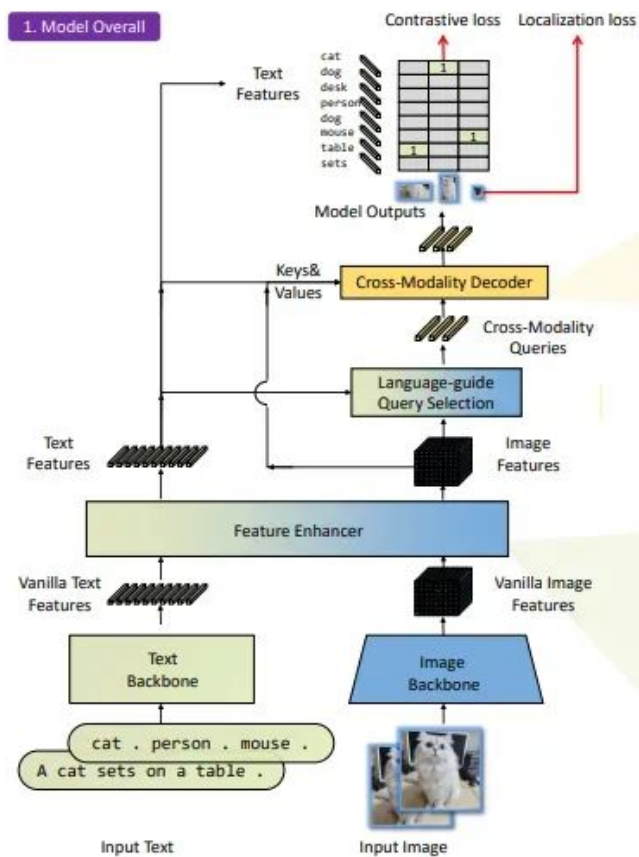 1. Model Overall
Contrastive loss
Localization loss
Text
Features
cat
dog
desk
person
dog
mouse
table
sets
1
1
1
Model Outputs
Keys&
Values
Cross-Modality Decoder
Cross-Modality
Queries
Language-guide
Query Selection
Text
Features
Image
Features
Feature Enhancer
Vanilla Text
Features
Vanilla Image
Features
Text
Backbone
Image
Backbone
cat . person . mouse .
A cat sets on a table .
Input Text
Input Image